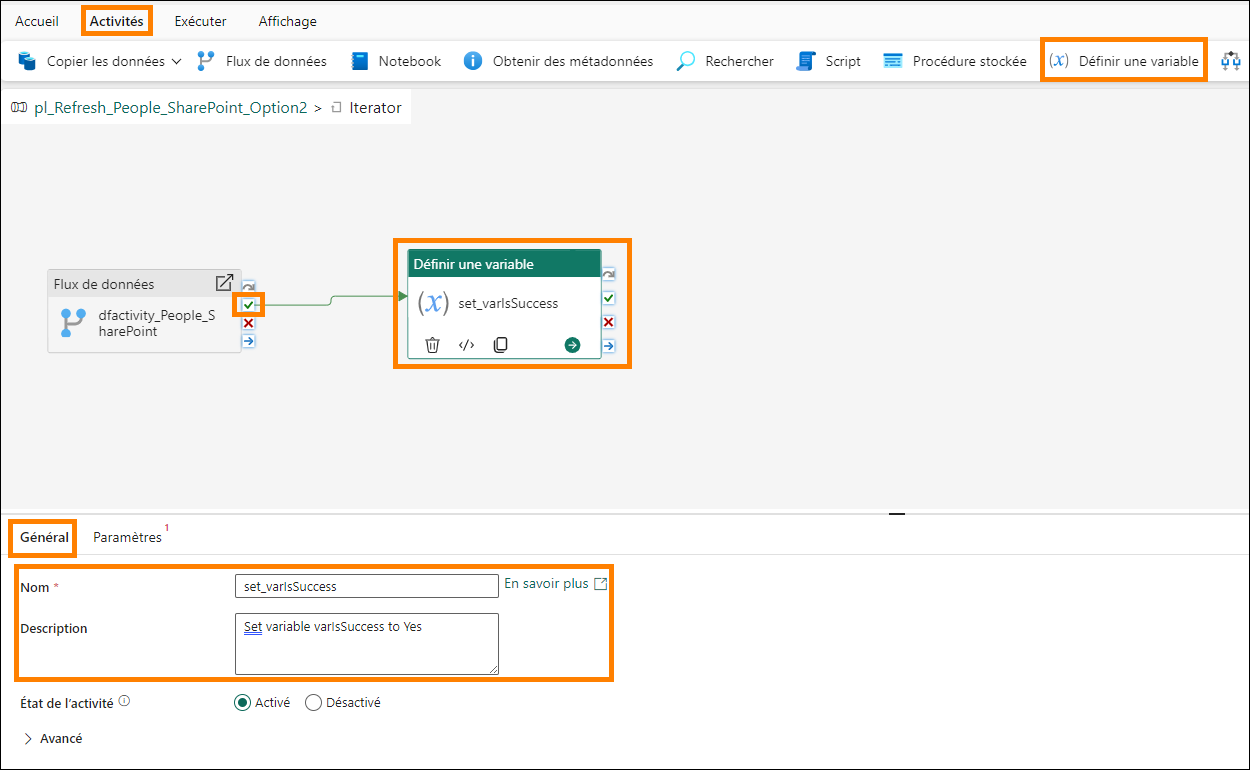 Accueil Activités Exécuter Affichage
Copier les données Flux de données Notebook Obtenir des métadonnées Rechercher Script Procédure stockée (x) Définir une variable
pl_Refresh_People_SharePoint_Option2 > Iterator
Flux de données
dfactivity_People_S
harePoint
Définir une variable
(x) set_varIsSuccess
Général Paramètres 1
Nom * set_varIsSuccess En savoir plus
Description Set variable varIsSuccess to Yes
État de l'activité Activé Désactivé
Avancé